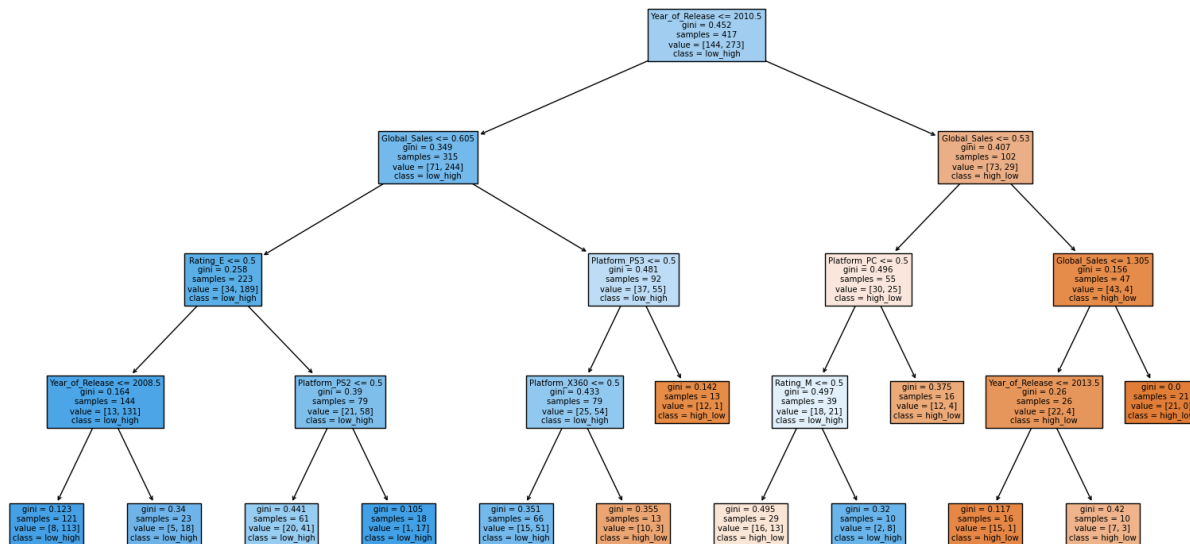 Year_of_Release <= 2010.5
gini = 0.452
samples = 417
value = [144, 273]
class = low_high
Global_Sales <= 0.605
gini = 0.349
samples = 315
value = [71, 244]
class = low_high
Global_Sales <= 0.53
gini = 0.407
samples = 102
value = [73, 29]
class = high_low
Rating_E <= 0.5
gini = 0.258
samples = 223
value = [34, 189]
class = low_high
Platform_PS3 <= 0.5
gini = 0.481
samples = 92
value = [37, 55]
class = low_high
Platform_PC <= 0.5
gini = 0.496
samples = 55
value = [30, 25]
class = high_low
Global_Sales <= 1.305
gini = 0.156
samples = 47
value = [43, 4]
class = high_low
Year_of_Release <= 2008.5
gini = 0.164
samples = 144
value = [13, 131]
class = low_high
Platform_PS2 <= 0.5
gini = 0.39
samples = 79
value = [21, 58]
class = low_high
Platform_X360 <= 0.5
gini = 0.433
samples = 79
value = [25, 54]
class = low_high
gini = 0.142
samples = 13
value = [12, 1]
class = high_low
Rating_M <= 0.5
gini = 0.497
samples = 39
value = [18, 21]
class = low_high
gini = 0.375
samples = 16
value = [12, 4]
class = high_low
Year_of_Release <= 2013.5
gini = 0.26
samples = 26
value = [22, 4]
class = high_low
gini = 0.0
samples = 21
value = [21, 0]
class = high_low
gini = 0.123
samples = 121
value = [8, 113]
class = low_high
gini = 0.34
samples = 23
value = [5, 18]
class = low_high
gini = 0.441
samples = 61
value = [20, 41]
class = low_high
gini = 0.105
samples = 18
value = [1, 17]
class = low_high
gini = 0.351
samples = 66
value = [15, 51]
class = low_high
gini = 0.355
samples = 13
value = [10, 3]
class = high_low
gini = 0.495
samples = 29
value = [16, 13]
class = high_low
gini = 0.32
samples = 10
value = [2, 8]
class = low_high
gini = 0.117
samples = 16
value = [15, 1]
class = high_low
gini = 0.42
samples = 10
value = [7, 3]
class = high_low